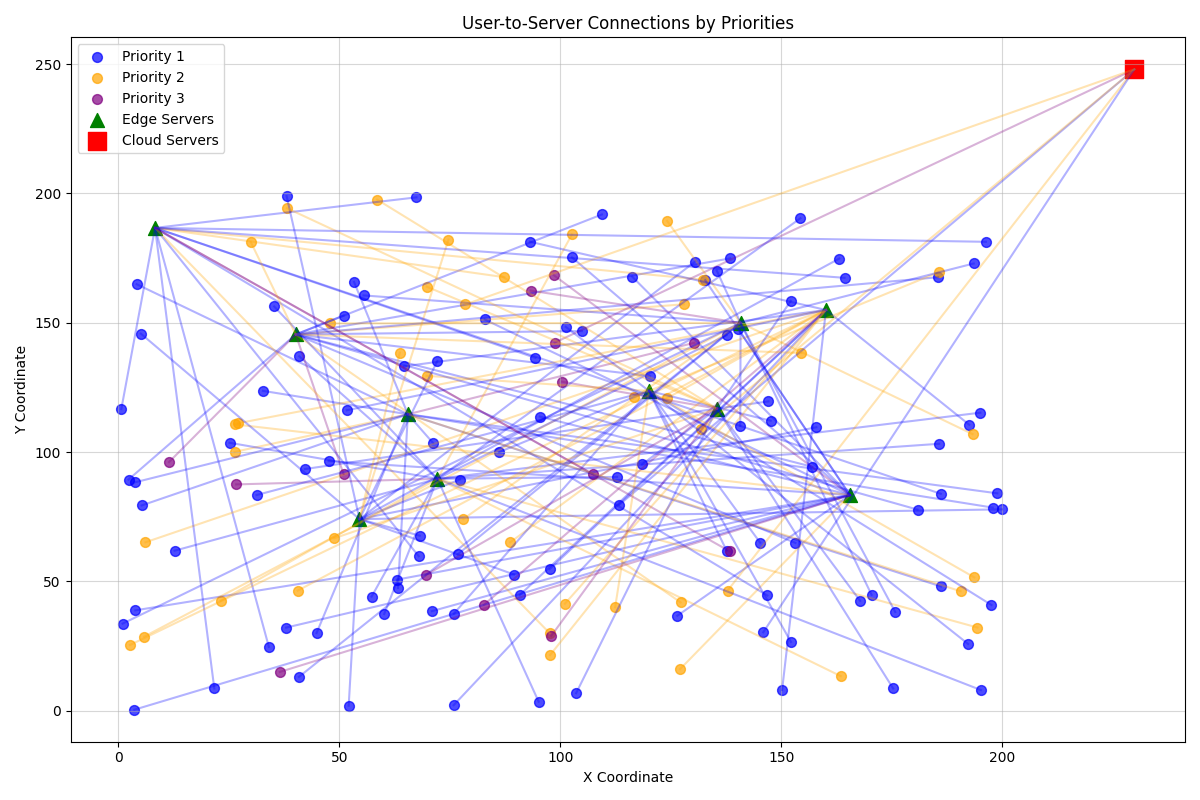 User-to-Server Connections by Priorities
Priority 1
Priority 2
Priority 3
Edge Servers
Cloud Servers
Y Coordinate
250
200
150
100
50
0
0 50 100 150 200
X Coordinate